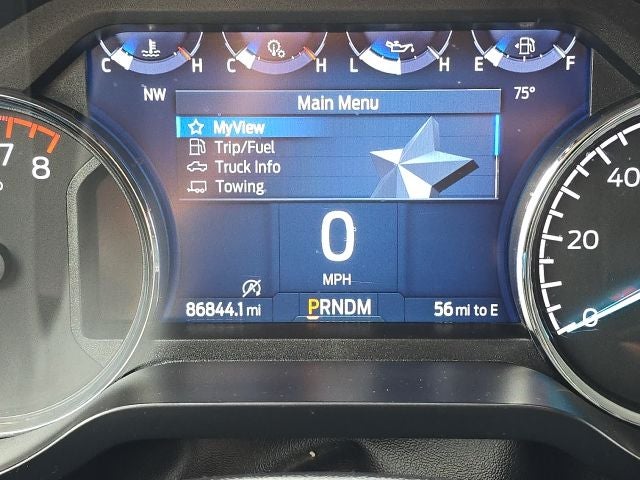 C H C H L H E F
NW 75°
Main Menu
MyView
Trip/Fuel
Truck Info
Towing
7
8
40
20
0
0
MPH
86844.1 mi PRNDM 56 mi to E